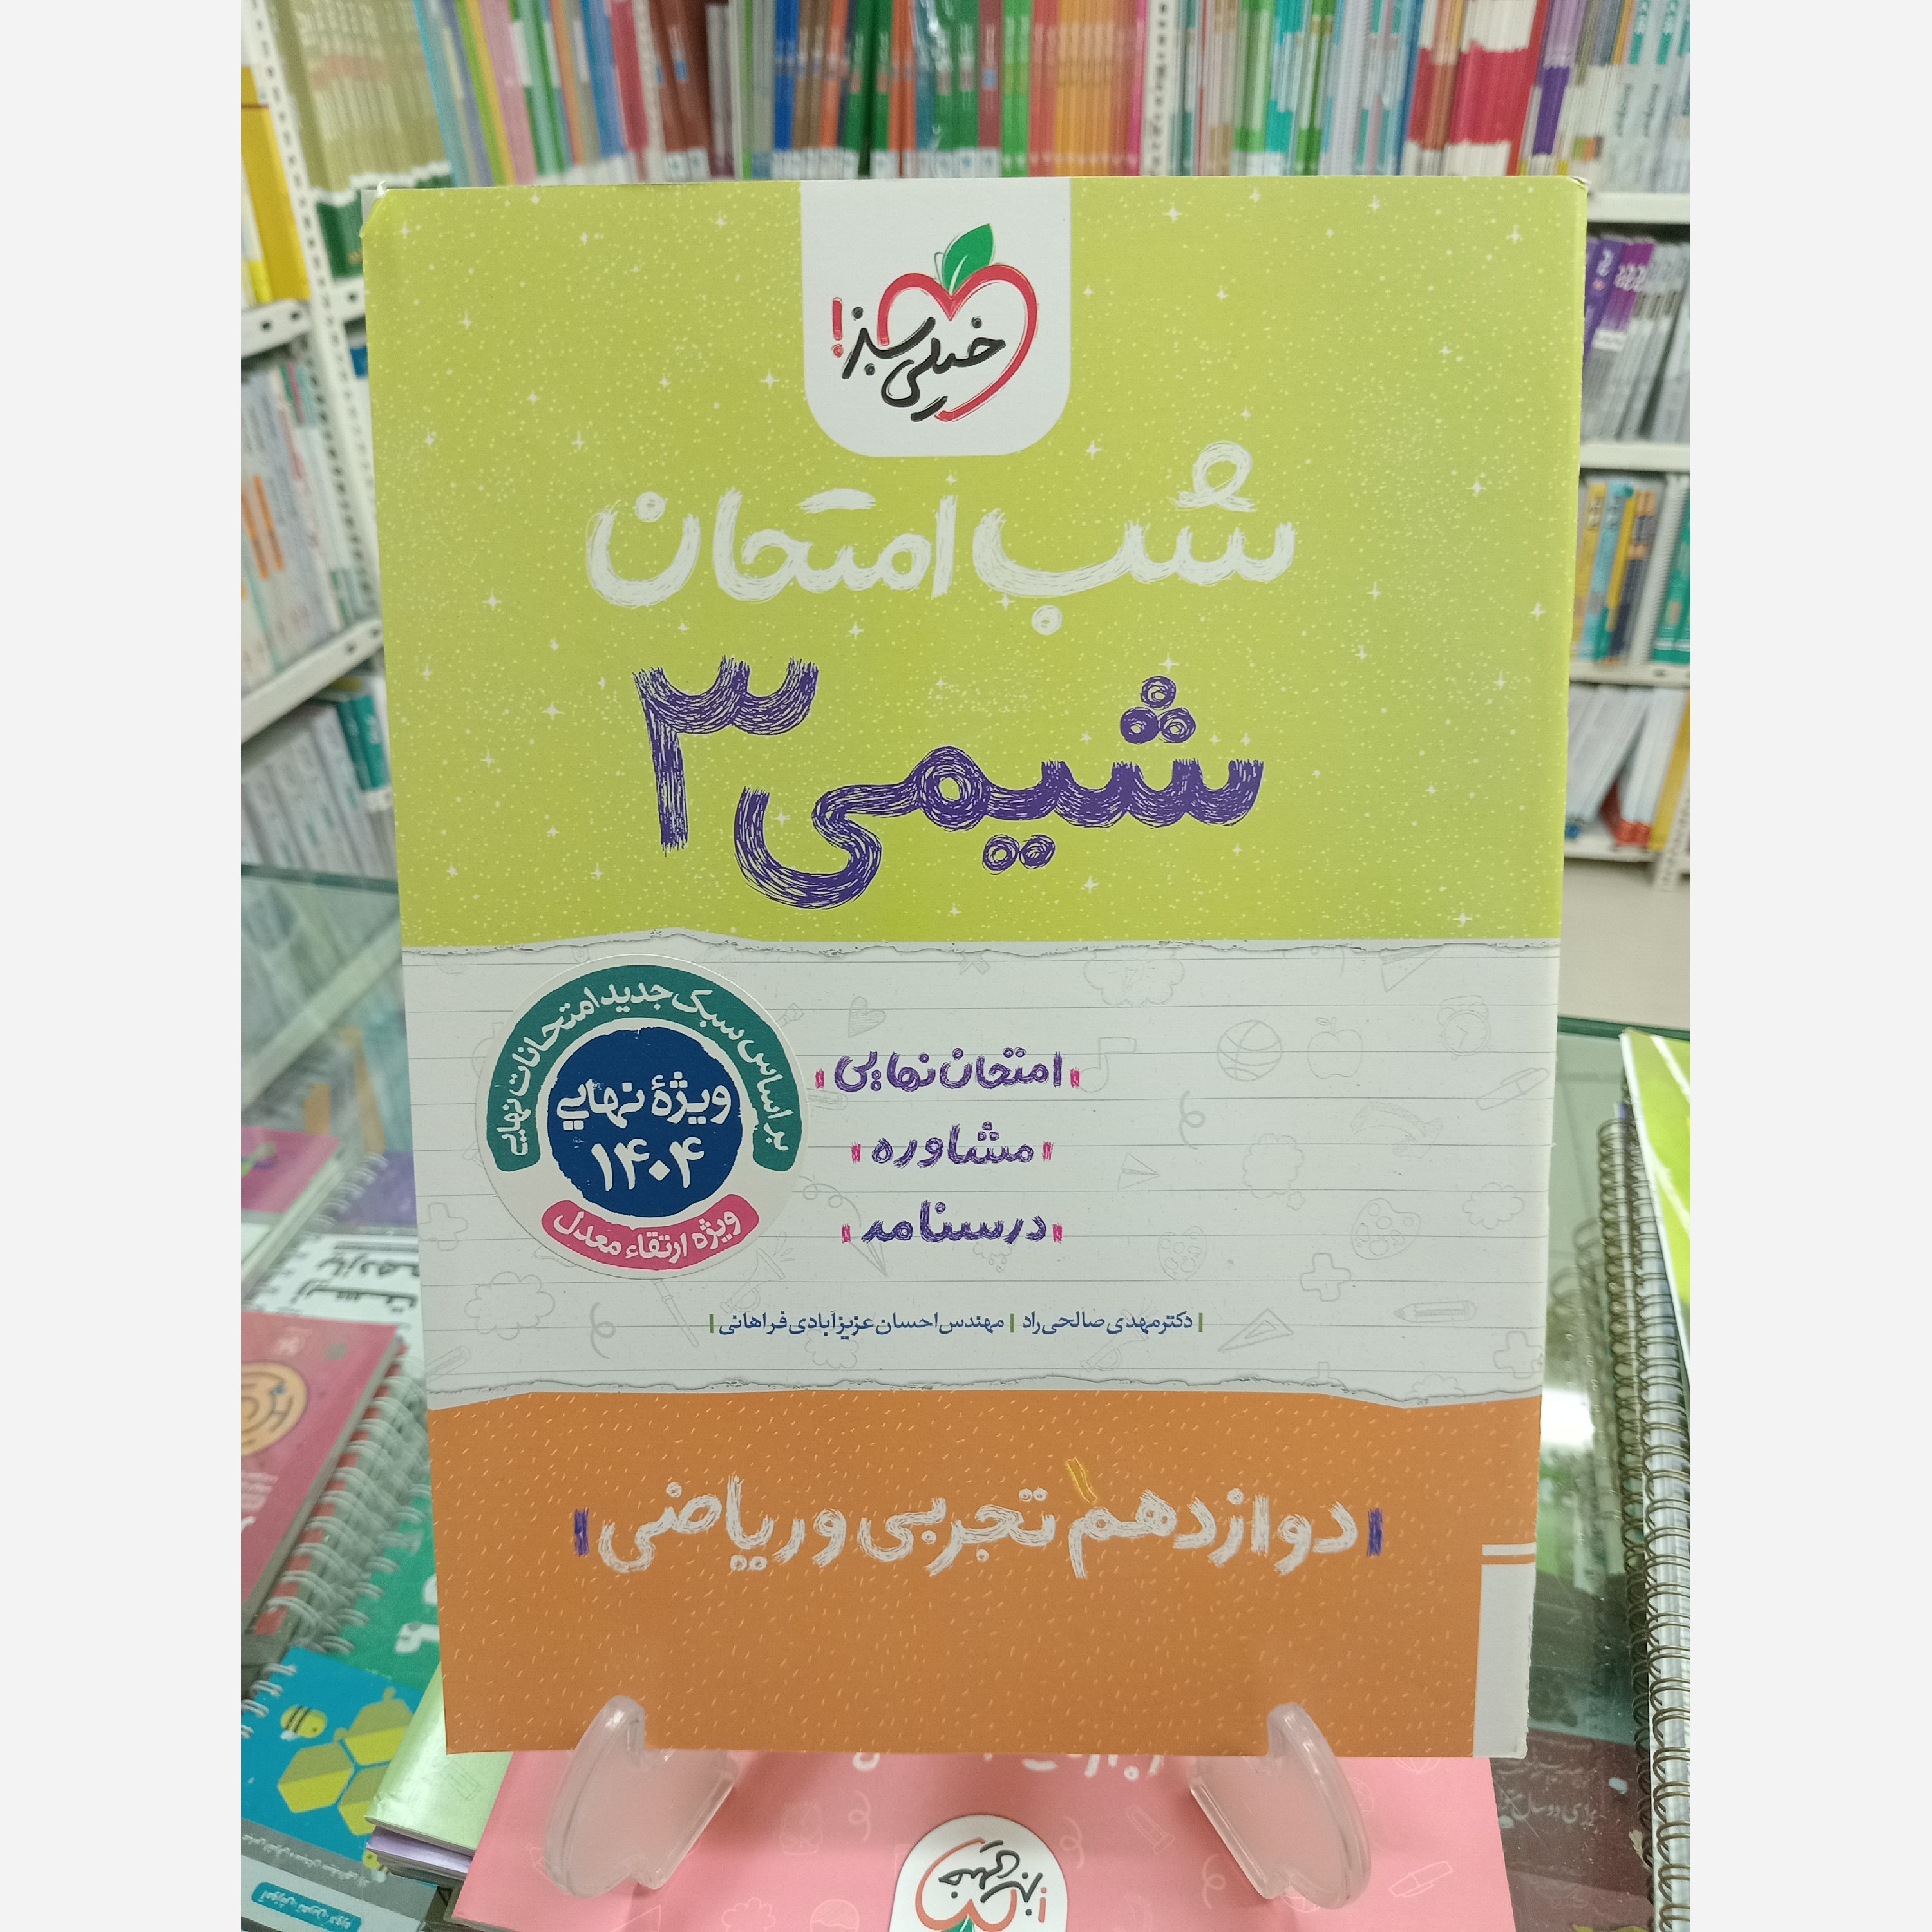 خیلی سبز!
شب امتحان
شیمی ۳
بر اساس سبک جدید امتحانات نهایی
ویژهٔ نهایی
۱۴۰۴
ویژه ارتقاء معدل
امتحان نهایی
مشاوره
درسنامه
| دکتر مهدی صالحی‌راد | مهندس احسان عزیزآبادی فراهانی |
دوازدهم تجربی و ریاضی